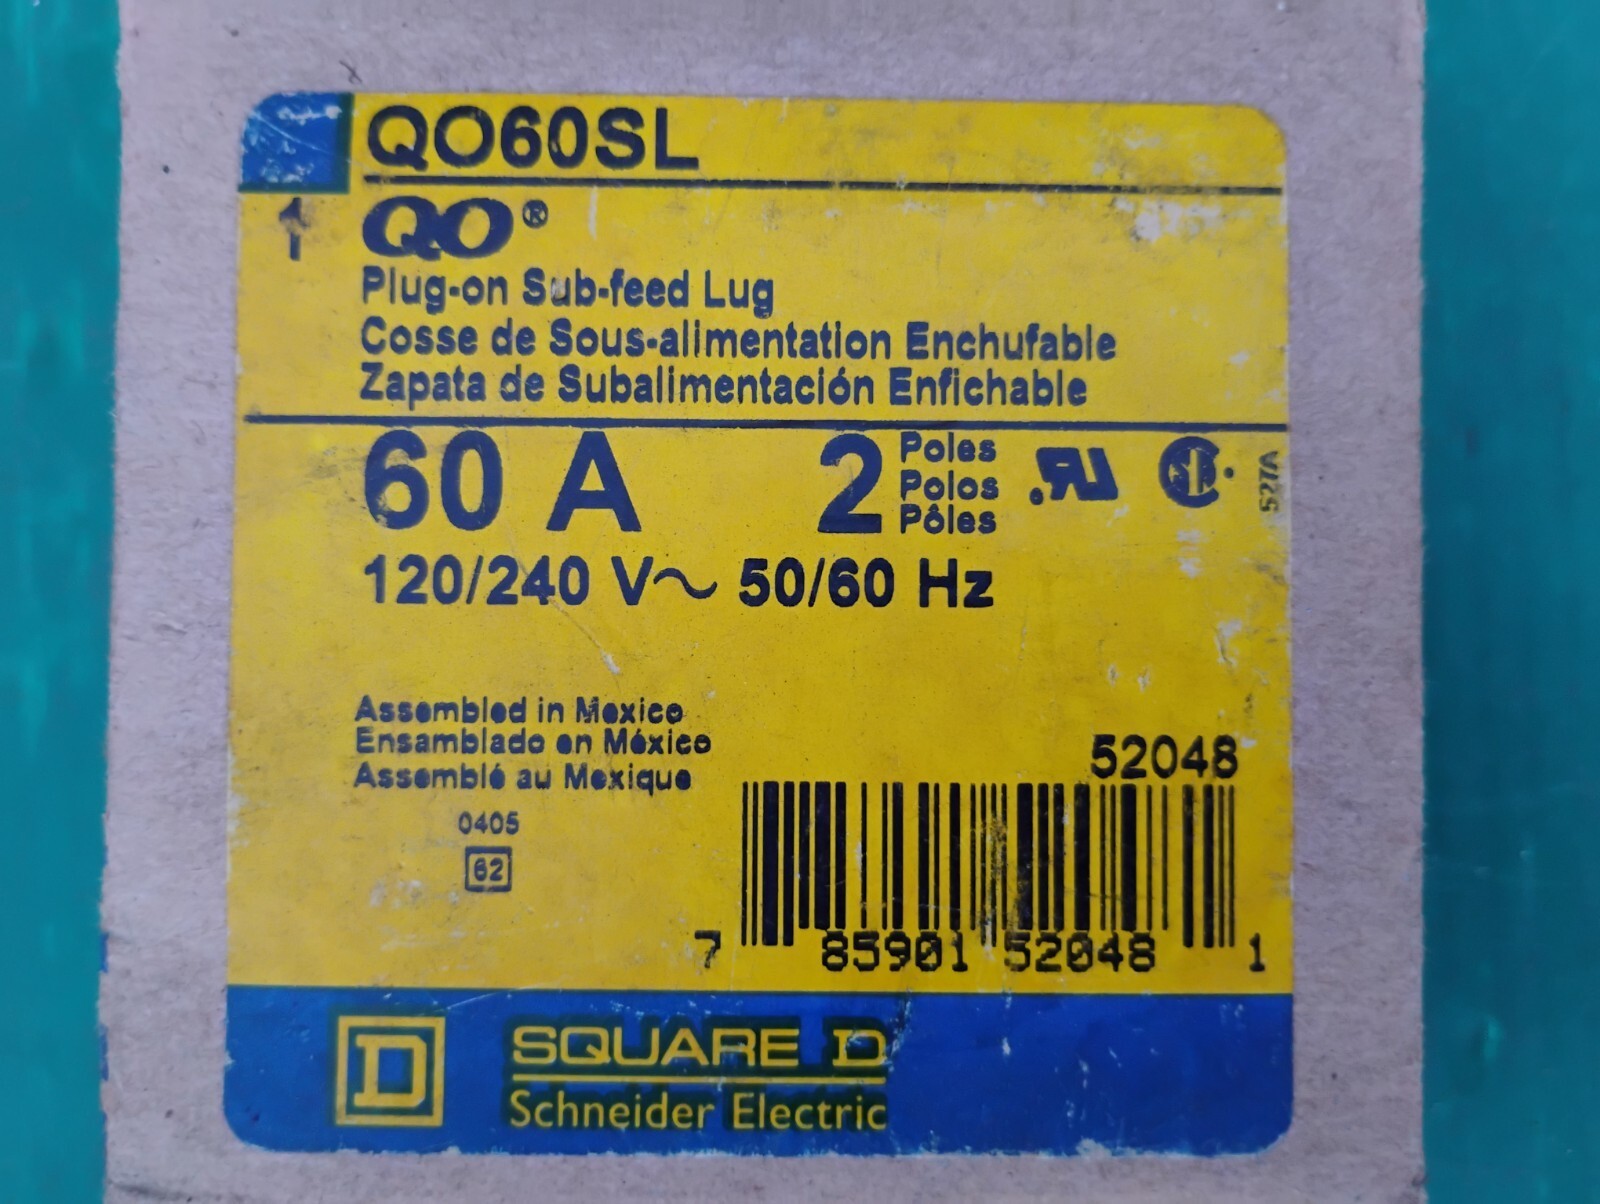 QO60SL
1 QO®
Plug-on Sub-feed Lug
Cosse de Sous-alimentation Enchufable
Zapata de Subalimentación Enfichable
60 A 2 Poles
Polos
Pôles
120/240 V~ 50/60 Hz
527A
Assembled in Mexico
Ensamblado en México
Assemblé au Mexique
0405
62
52048
7 85901 52048 1
D SQUARE D
Schneider Electric